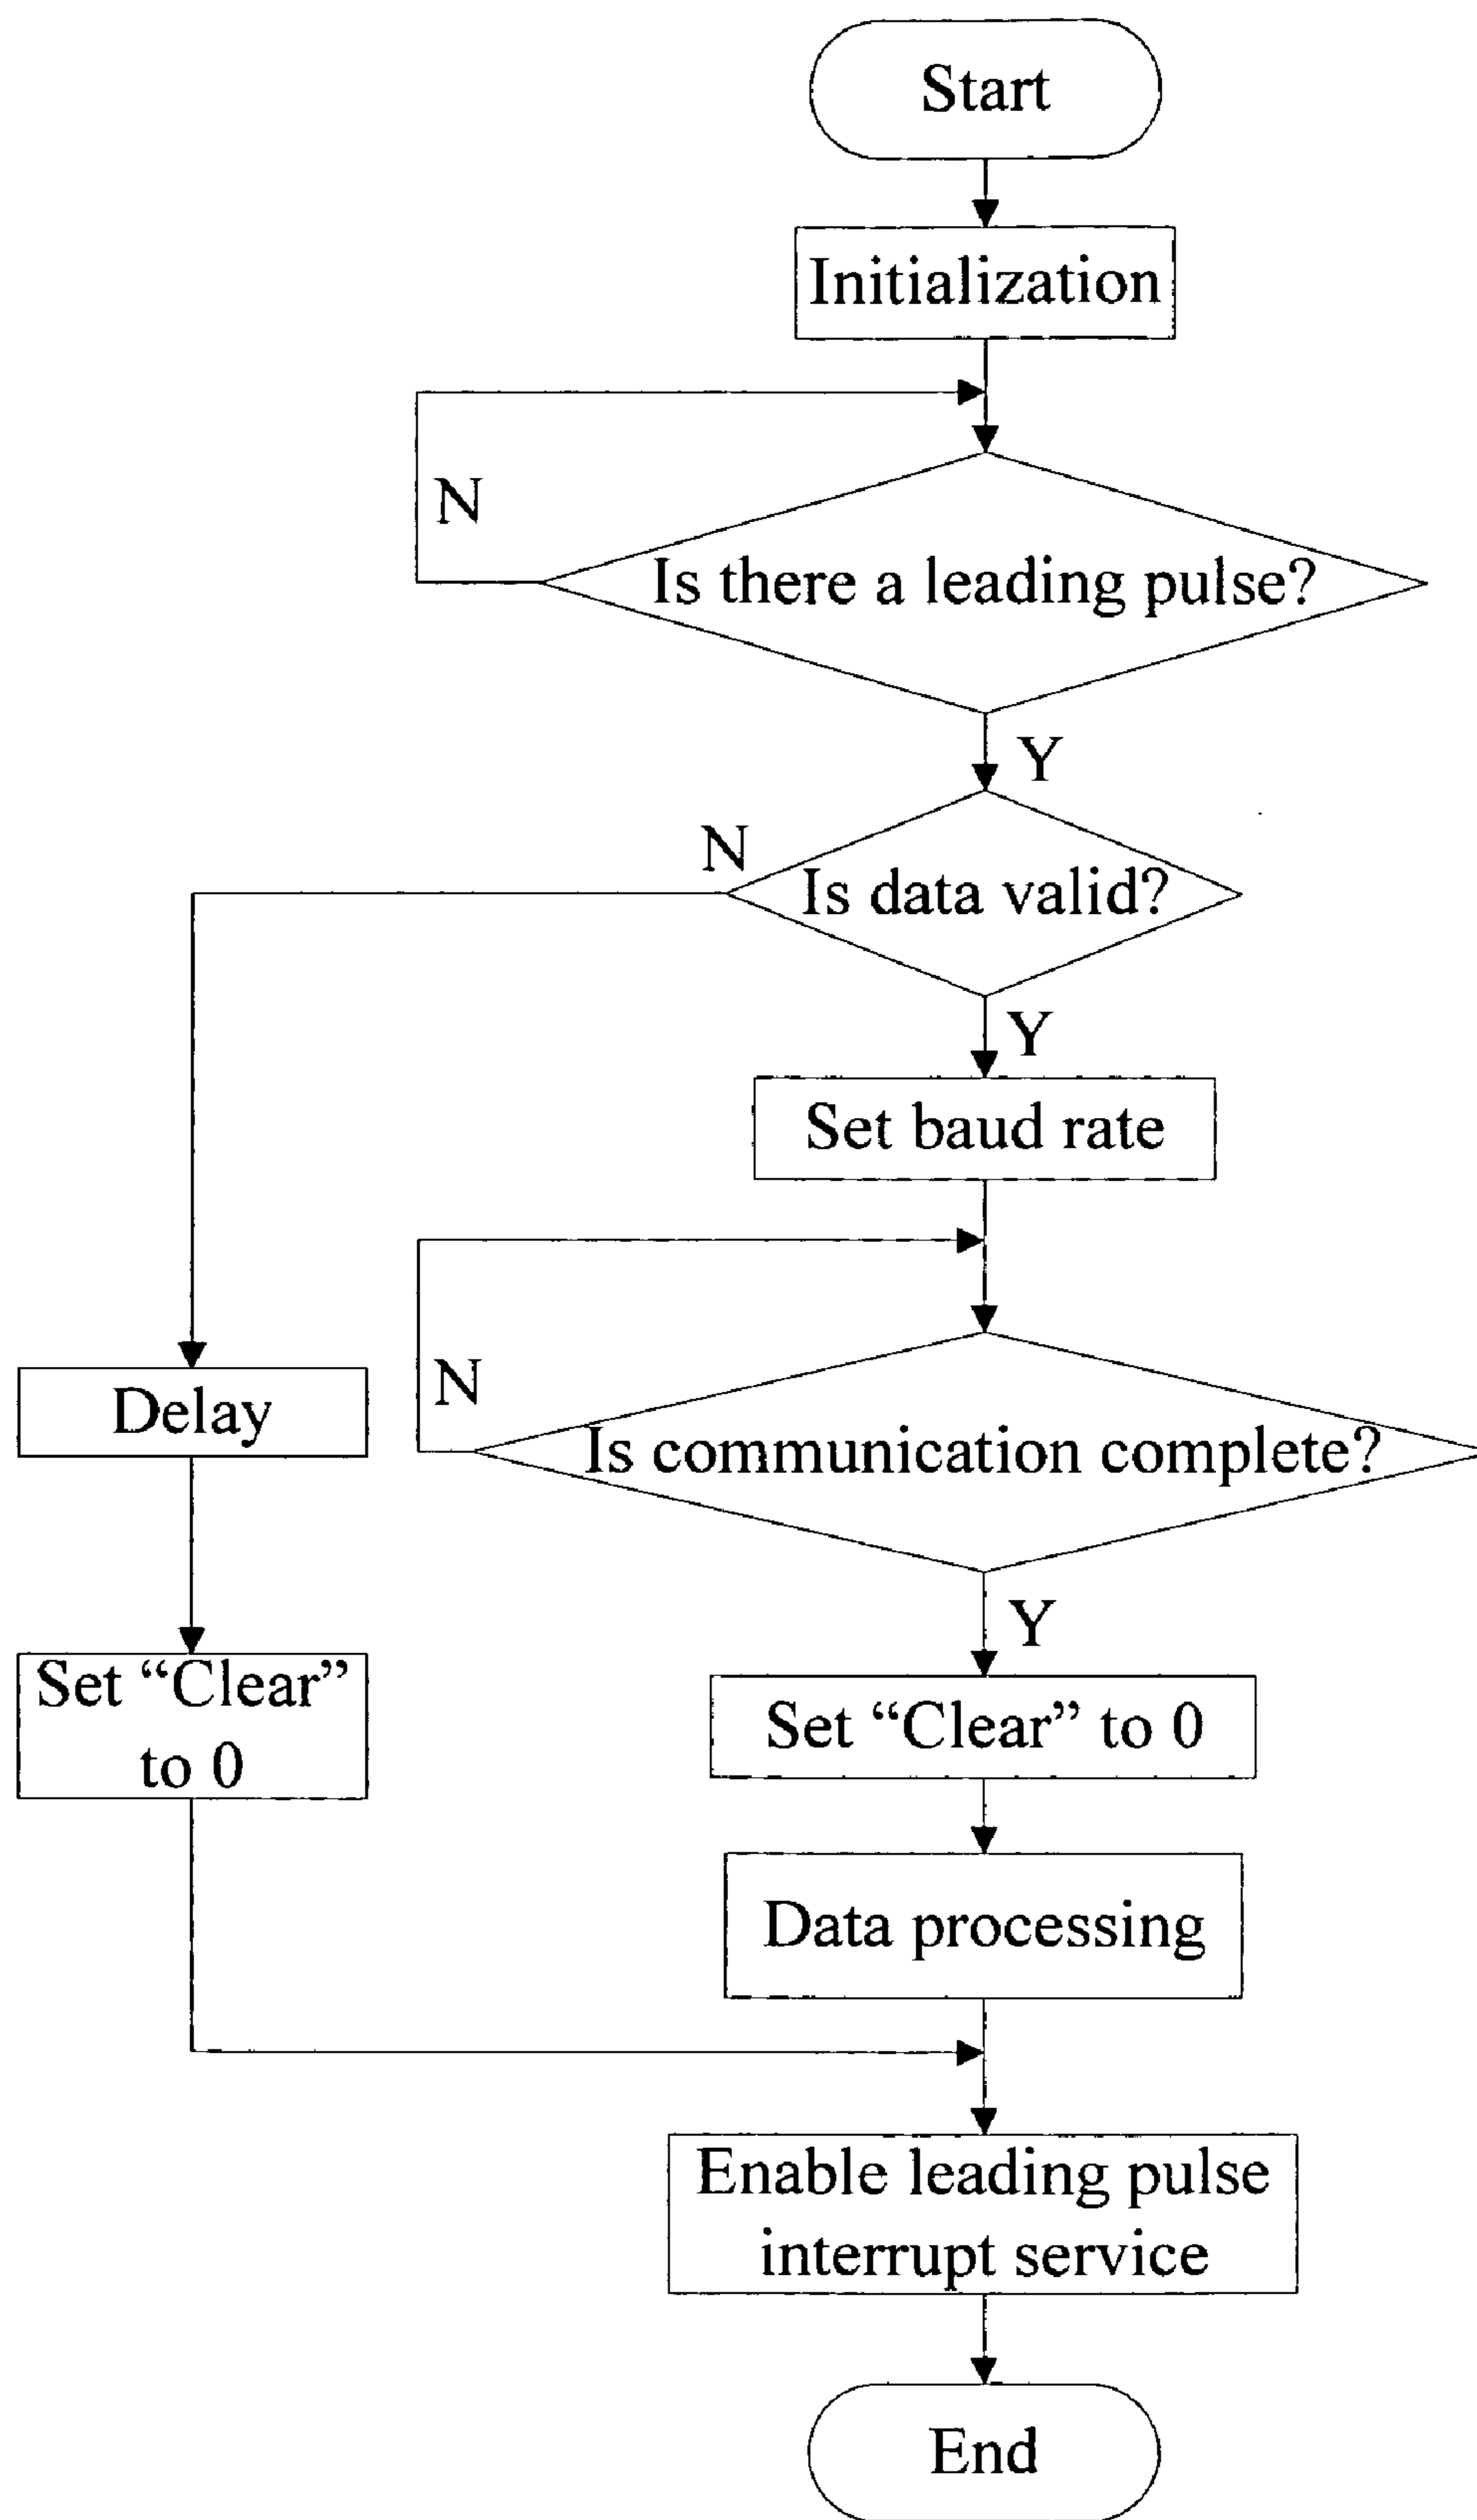 Start
Initialization
N
Is there a leading pulse?
Y
N
Is data valid?
Y
Set baud rate
N
Delay
Is communication complete?
Y
Set “Clear”
to 0
Set “Clear” to 0
Data processing
Enable leading pulse
interrupt service
End